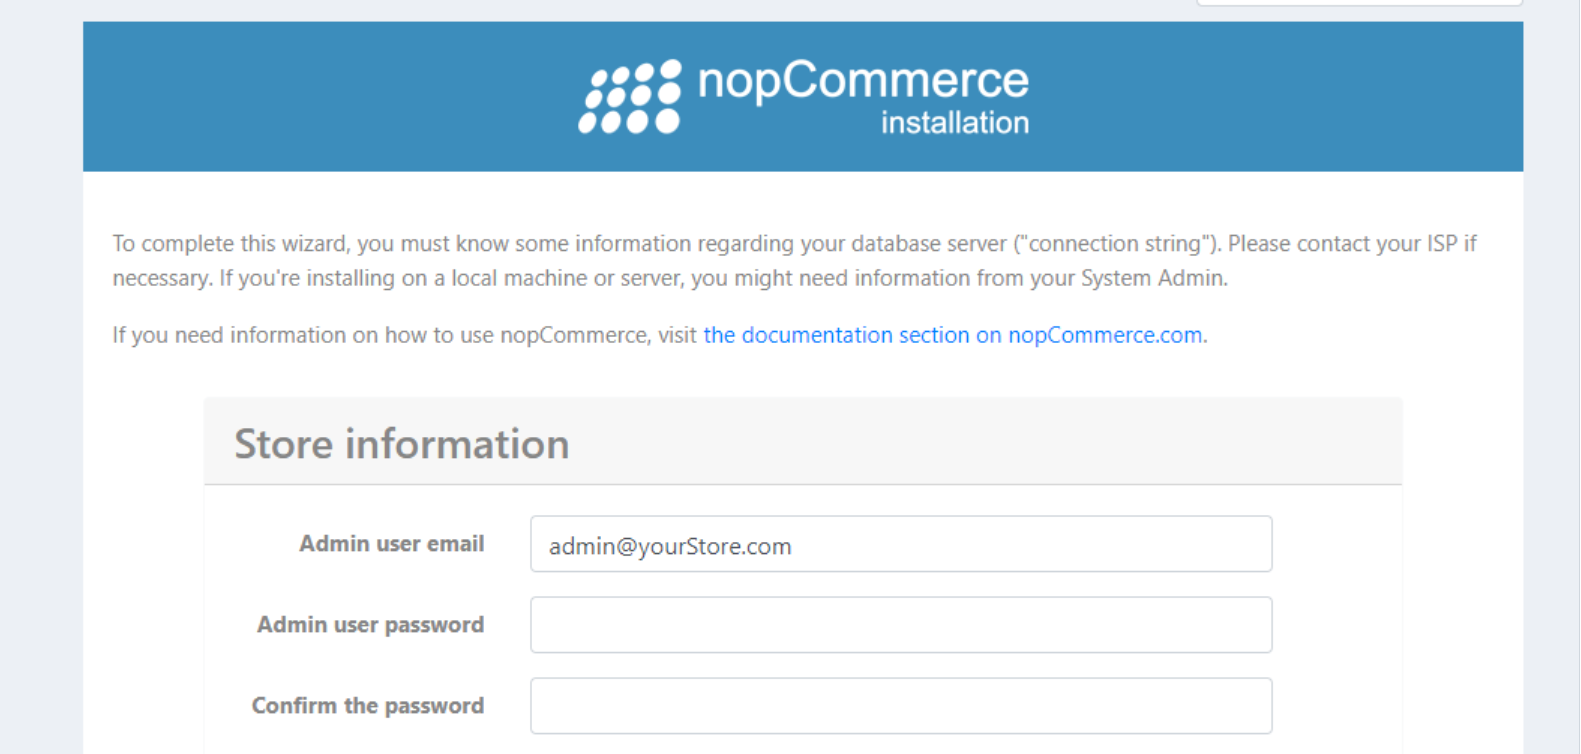 nopCommerce
installation
To complete this wizard, you must know some information regarding your database server ("connection string"). Please contact your ISP if
necessary. If you're installing on a local machine or server, you might need information from your System Admin.
If you need information on how to use nopCommerce, visit the documentation section on nopCommerce.com.
Store information
Admin user email
admin@yourStore.com
Admin user password
Confirm the password